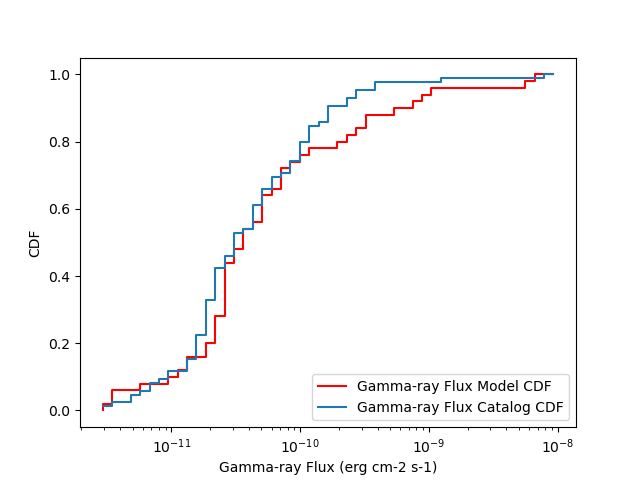 1.0
0.8
0.6
0.4
0.2
0.0
CDF
Gamma-ray Flux Model CDF
Gamma-ray Flux Catalog CDF
10⁻¹¹ 10⁻¹⁰ 10⁻⁹ 10⁻⁸
Gamma-ray Flux (erg cm-2 s-1)